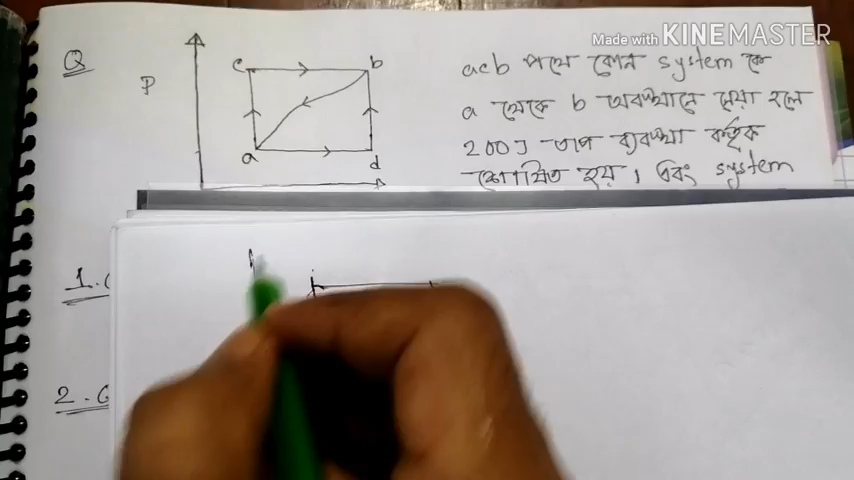 Made with KINEMASTER
Q
P
c
b
a
d
acb পথে কোন system কে
a থেকে b অবস্থানে নেয়া হলে
200J তাপ ব্যবস্থা কর্তৃক
শোষিত হয়, এবং system
1.
2.